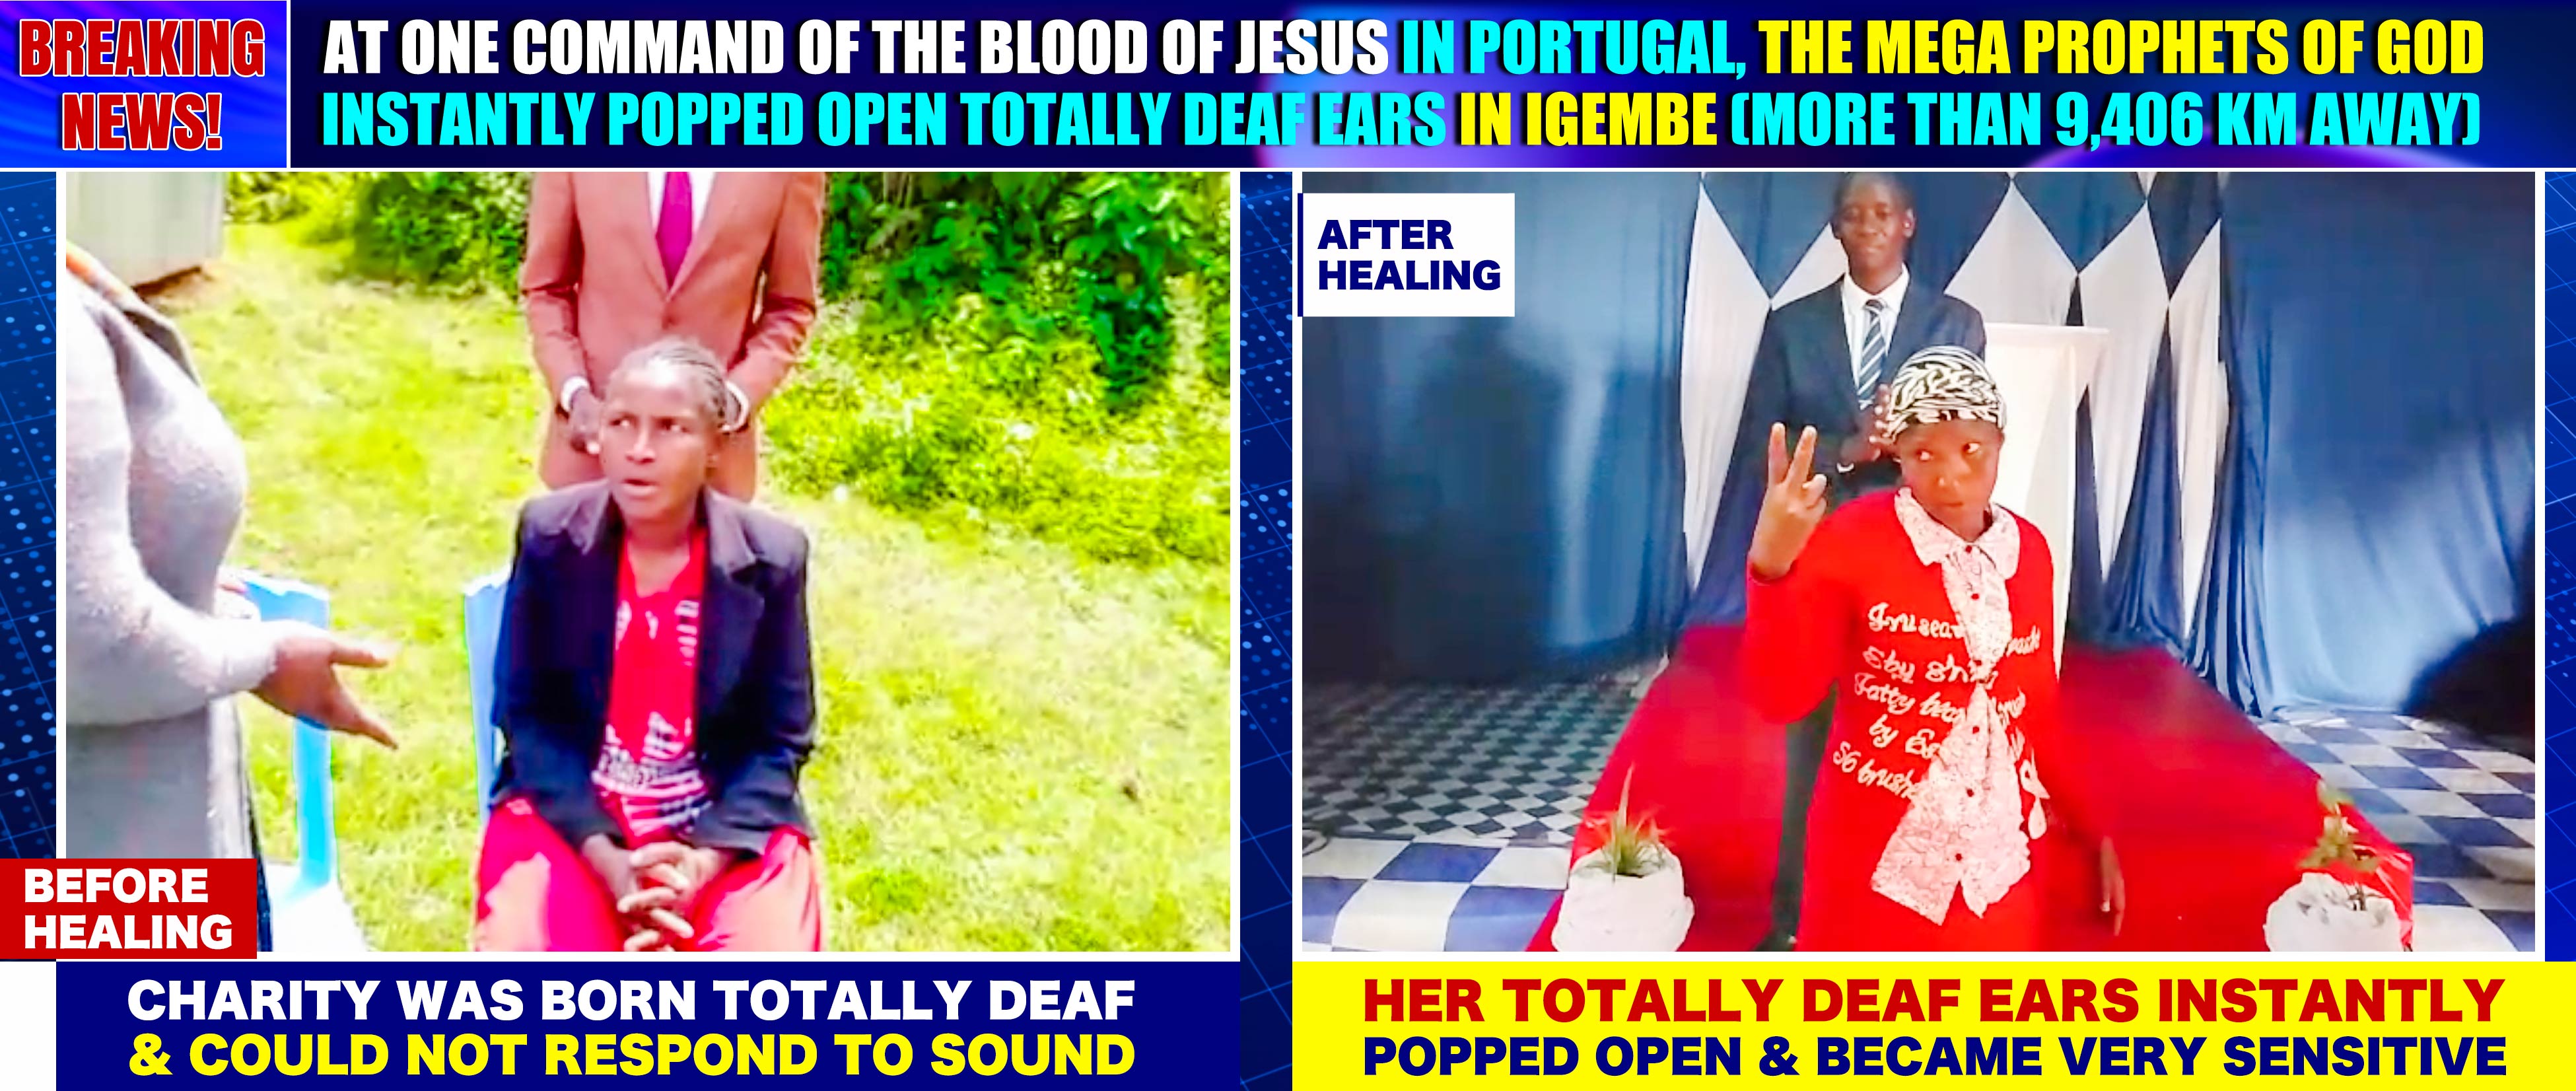 BREAKING
NEWS!
AT ONE COMMAND OF THE BLOOD OF JESUS IN PORTUGAL, THE MEGA PROPHETS OF GOD
INSTANTLY POPPED OPEN TOTALLY DEAF EARS IN IGEMBE (MORE THAN 9,406 KM AWAY)
AFTER
HEALING
by
BEFORE
HEALING
CHARITY WAS BORN TOTALLY DEAF
& COULD NOT RESPOND TO SOUND
HER TOTALLY DEAF EARS INSTANTLY
POPPED OPEN & BECAME VERY SENSITIVE